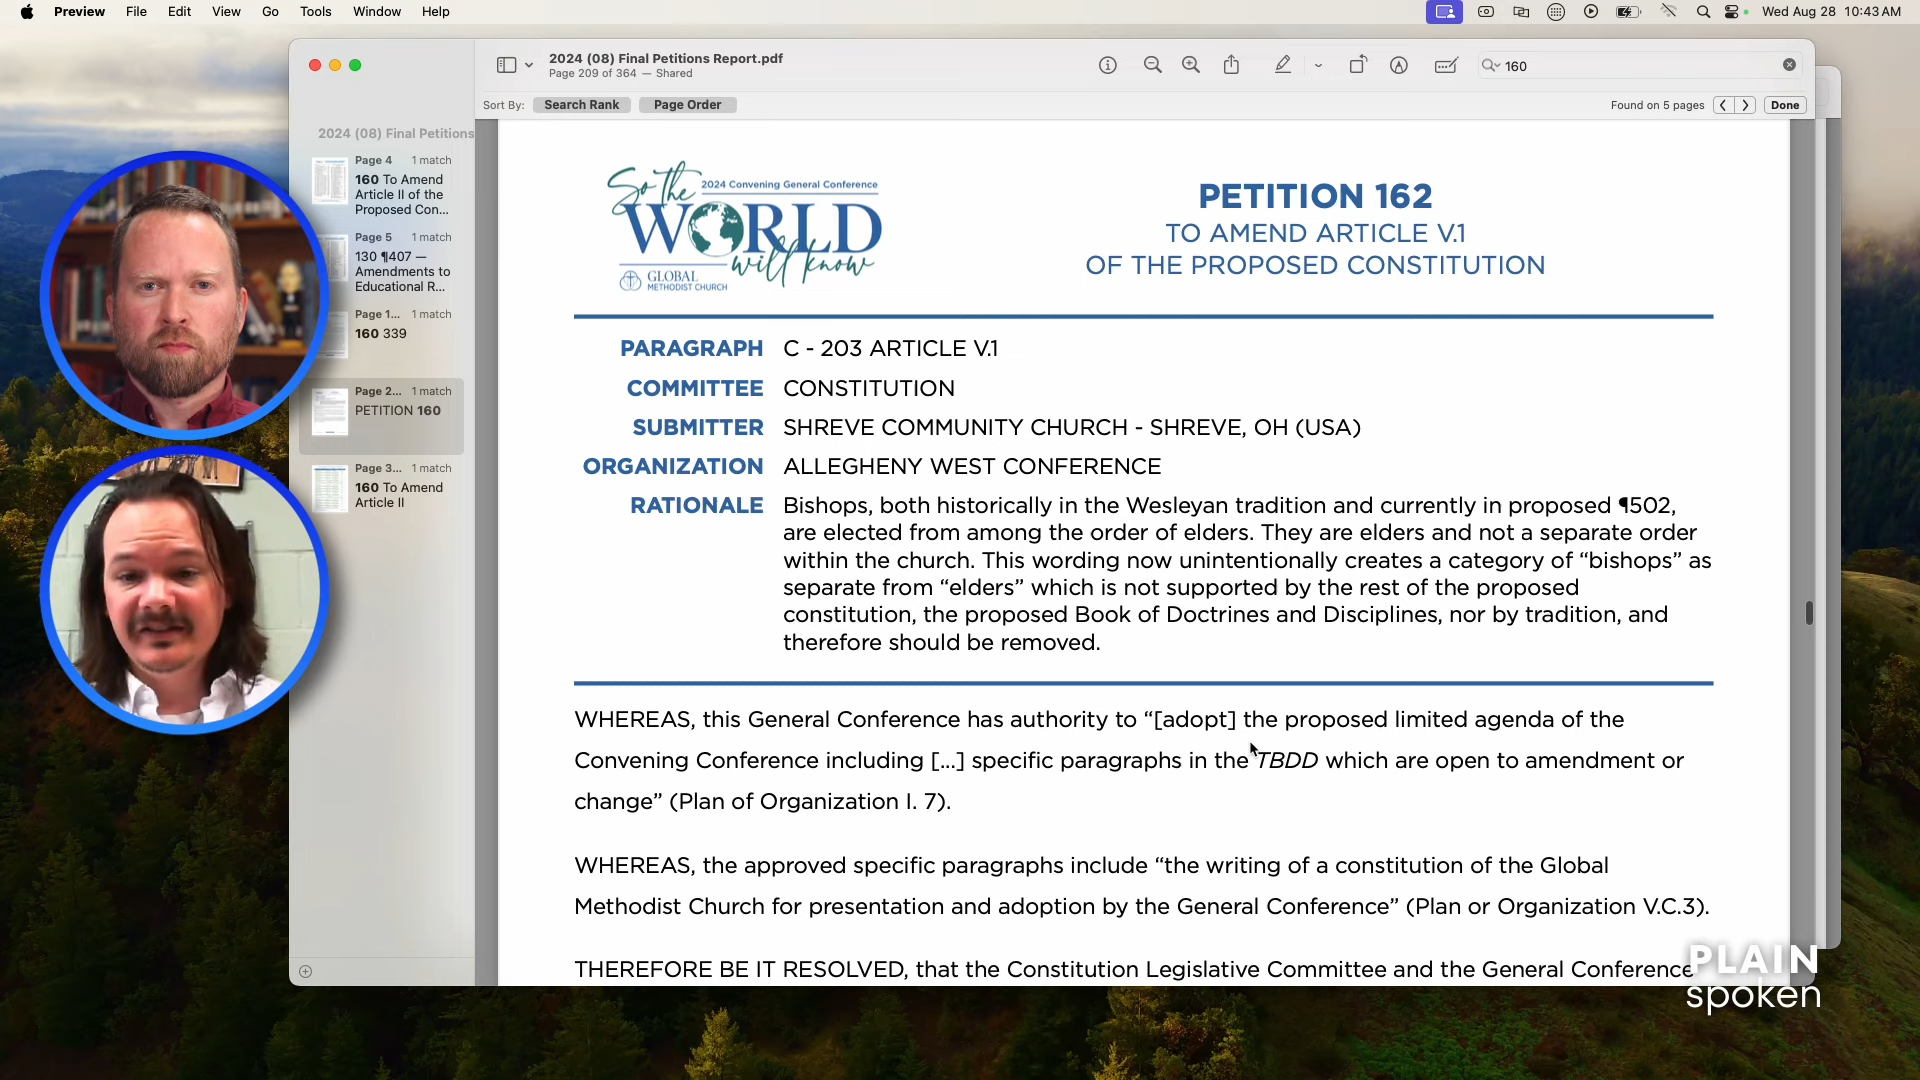 Preview File Edit View Go Tools Window Help
Wed Aug 28 10:43 AM
2024 (08) Final Petitions Report.pdf
Page 209 of 364 — Shared
160
Sort By: Search Rank Page Order
Found on 5 pages
Done
2024 (08) Final Petitions
Page 4 1 match
160 To Amend
Article II of the
Proposed Con...
Page 5 1 match
130 ¶407 —
Amendments to
Educational R...
Page 1... 1 match
160 339
Page 2... 1 match
PETITION 160
Page 3... 1 match
160 To Amend
Article II
So the
2024 Convening General Conference
WORLD
will know
GLOBAL
METHODIST CHURCH
PETITION 162
TO AMEND ARTICLE V.1
OF THE PROPOSED CONSTITUTION
PARAGRAPH C - 203 ARTICLE V.1
COMMITTEE CONSTITUTION
SUBMITTER SHREVE COMMUNITY CHURCH - SHREVE, OH (USA)
ORGANIZATION ALLEGHENY WEST CONFERENCE
RATIONALE Bishops, both historically in the Wesleyan tradition and currently in proposed ¶502,
are elected from among the order of elders. They are elders and not a separate order
within the church. This wording now unintentionally creates a category of “bishops” as
separate from “elders” which is not supported by the rest of the proposed
constitution, the proposed Book of Doctrines and Disciplines, nor by tradition, and
therefore should be removed.
WHEREAS, this General Conference has authority to “[adopt] the proposed limited agenda of the
Convening Conference including [...] specific paragraphs in the TBDD which are open to amendment or
change” (Plan of Organization I. 7).
WHEREAS, the approved specific paragraphs include “the writing of a constitution of the Global
Methodist Church for presentation and adoption by the General Conference” (Plan or Organization V.C.3).
THEREFORE BE IT RESOLVED, that the Constitution Legislative Committee and the General Conference
PLAIN
spoken